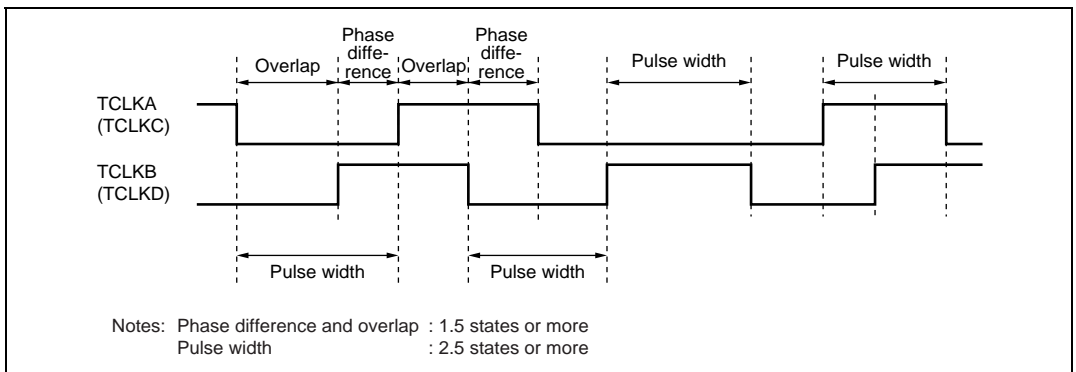 Phase
diffe-
rence
Phase
diffe-
rence
Overlap
Overlap
Pulse width
Pulse width
TCLKA
(TCLKC)
TCLKB
(TCLKD)
Pulse width
Pulse width
Notes: Phase difference and overlap : 1.5 states or more
Pulse width : 2.5 states or more